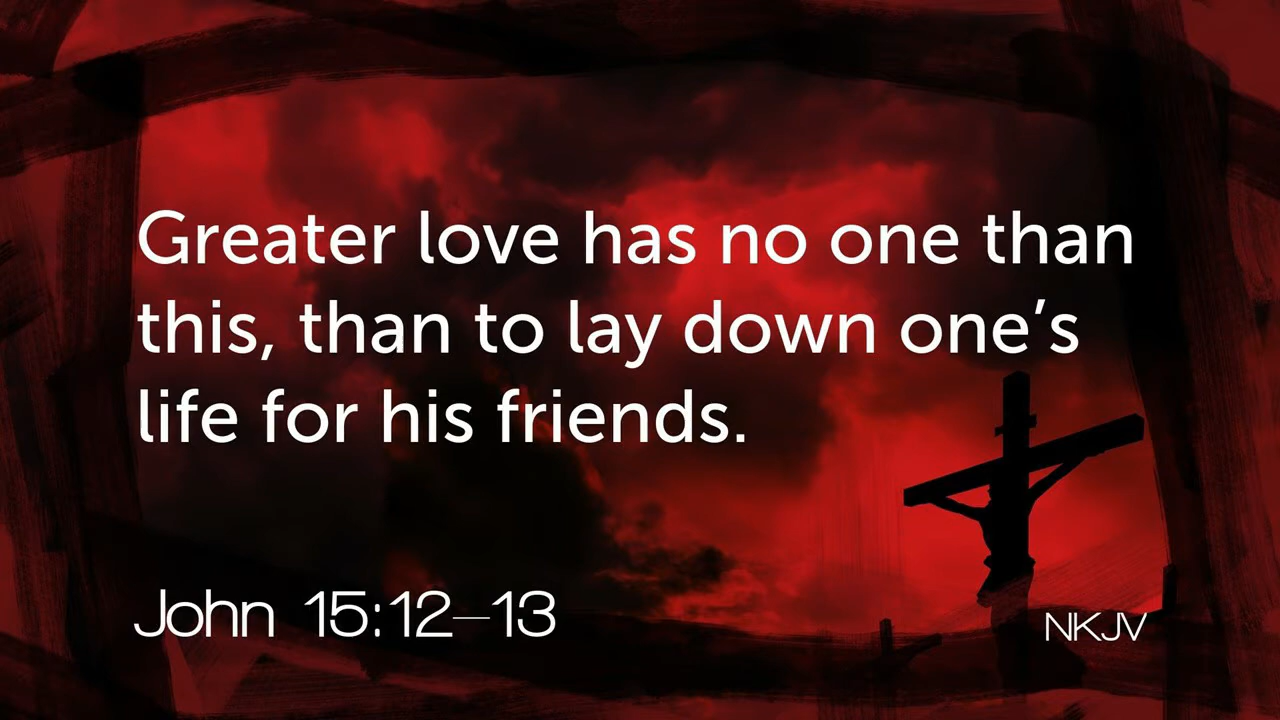 Greater love has no one than
this, than to lay down one’s
life for his friends.
John 15:12–13
NKJV